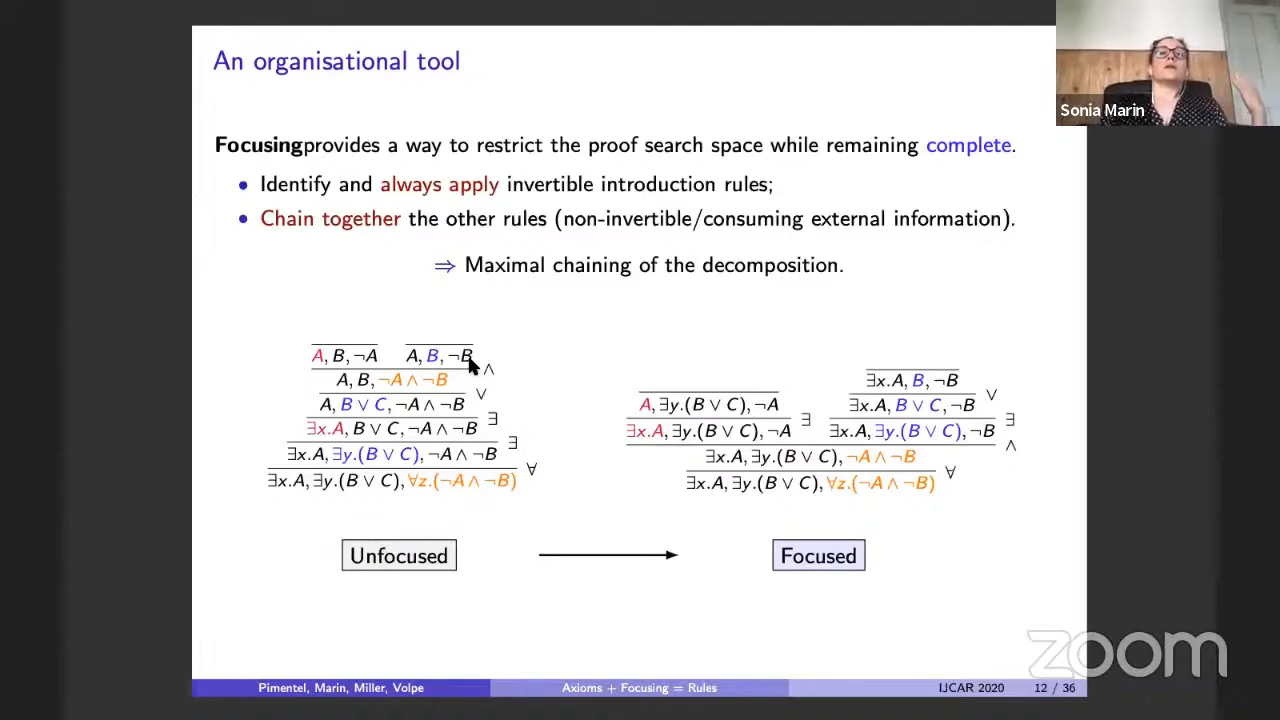 An organisational tool
Sonia Marin
Focusingprovides a way to restrict the proof search space while remaining complete.
• Identify and always apply invertible introduction rules;
• Chain together the other rules (non-invertible/consuming external information).
⇒ Maximal chaining of the decomposition.
A, B, ¬A A, B, ¬B
∧
A, B, ¬A ∧ ¬B
∨
A, B ∨ C, ¬A ∧ ¬B
∃
∃x.A, B ∨ C, ¬A ∧ ¬B
∃
∃x.A, ∃y.(B ∨ C), ¬A ∧ ¬B
∀
∃x.A, ∃y.(B ∨ C), ∀z.(¬A ∧ ¬B)
∃x.A, B, ¬B
∨
A, ∃y.(B ∨ C), ¬A
∃
∃x.A, B ∨ C, ¬B
∃
∃x.A, ∃y.(B ∨ C), ¬A ∃x.A, ∃y.(B ∨ C), ¬B
∧
∃x.A, ∃y.(B ∨ C), ¬A ∧ ¬B
∀
∃x.A, ∃y.(B ∨ C), ∀z.(¬A ∧ ¬B)
Unfocused
Focused
zoom
Pimentel, Marin, Miller, Volpe Axioms + Focusing = Rules IJCAR 2020 12 / 36